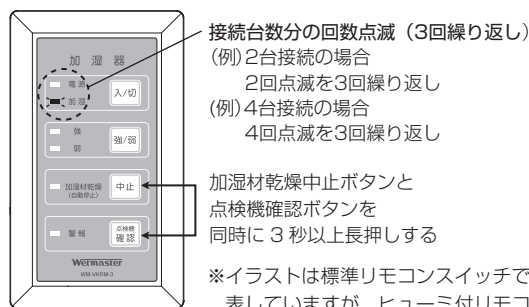 接続台数分の回数点滅（3回繰り返し）
(例) 2台接続の場合
2回点滅を3回繰り返し
(例) 4台接続の場合
4回点滅を3回繰り返し
加湿材乾燥中止ボタンと
点検機確認ボタンを
同時に 3 秒以上長押しする
※イラストは標準リモコンスイッチで
表していますが、ヒューミ付リモコ
加 湿 器
電 源
加 湿
入/切
強
弱
強/弱
加湿材乾燥
(自動停止)
中止
警 報
点検機
確 認
Wetmaster
WM-VKRM-3